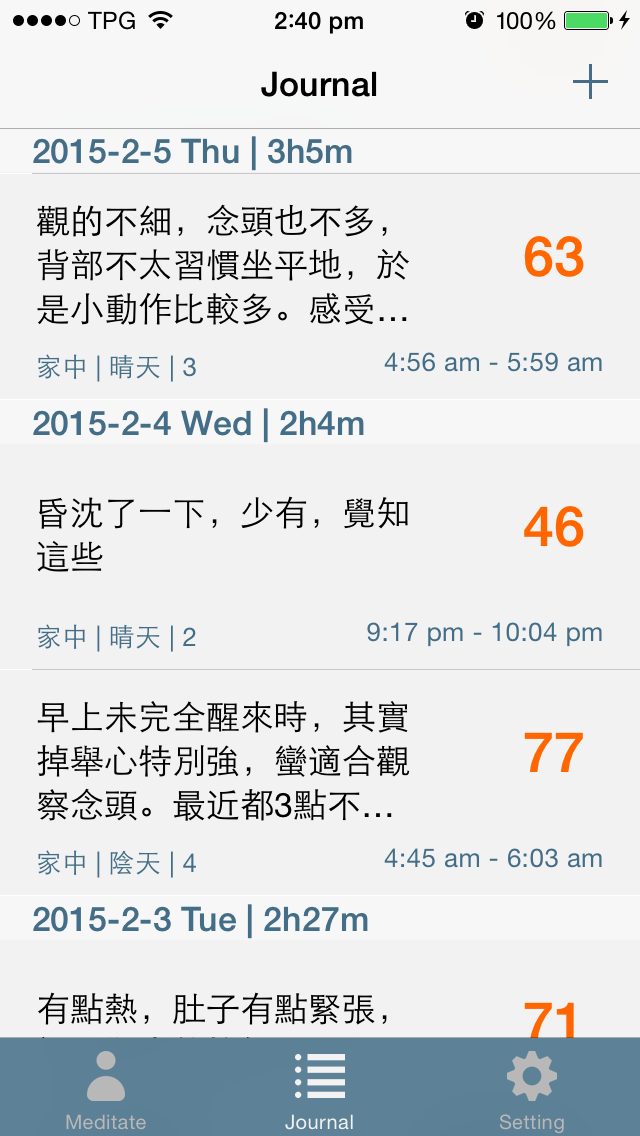 TPG 2:40 pm 100%
Journal
2015-2-5 Thu | 3h5m
觀的不細，念頭也不多，
背部不太習慣坐平地，於
是小動作比較多。感受...
63
家中 | 晴天 | 3
4:56 am - 5:59 am
2015-2-4 Wed | 2h4m
昏沈了一下，少有，覺知
這些
46
家中 | 晴天 | 2
9:17 pm - 10:04 pm
早上未完全醒來時，其實
掉舉心特別強，蠻適合觀
察念頭。最近都3點不...
77
家中 | 陰天 | 4
4:45 am - 6:03 am
2015-2-3 Tue | 2h27m
有點熱，肚子有點緊張，
71
Meditate
Journal
Setting